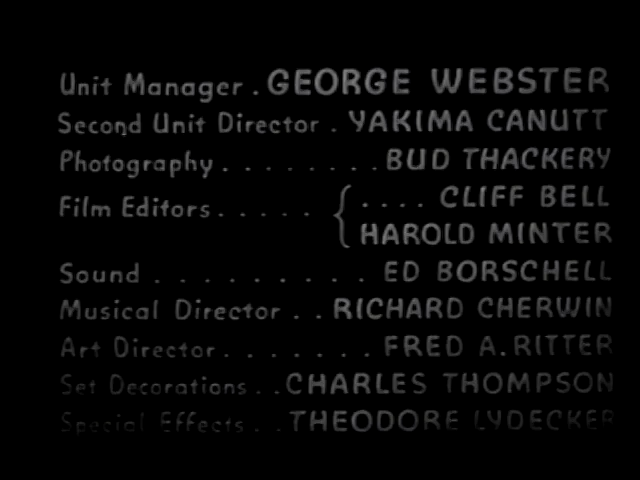 Unit Manager . GEORGE WEBSTER
Second Unit Director . YAKIMA CANUTT
Photography . . . . . . . . BUD THACKERY
Film Editors . . . . . { . . . . CLIFF BELL
HAROLD MINTER
Sound . . . . . . . . . . ED BORSCHELL
Musical Director . . RICHARD CHERWIN
Art Director . . . . . . . FRED A. RITTER
Set Decorations . . CHARLES THOMPSON
Special Effects . . THEODORE LYDECKER